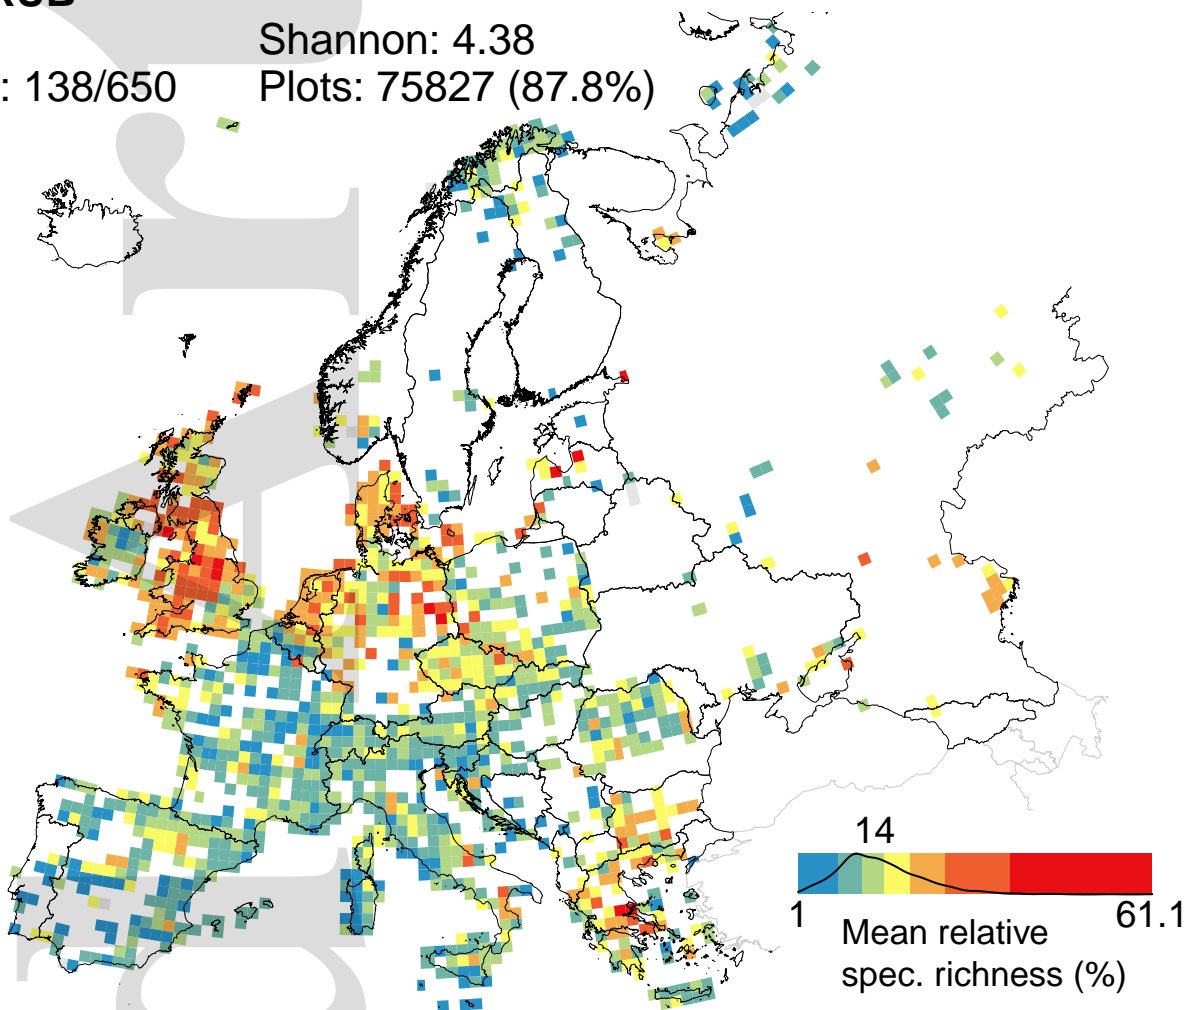 Shannon: 4.38
: 138/650
Plots: 75827 (87.8%)
14
1
61.1
Mean relative
spec. richness (%)